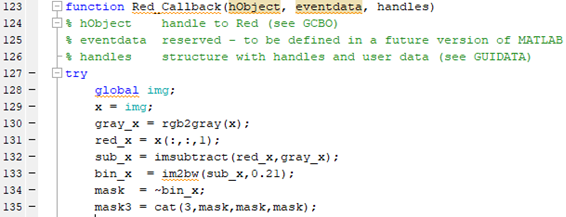 123 function Red_Callback(hObject, eventdata, handles)
124 % hObject    handle to Red (see GCBO)
125 % eventdata  reserved - to be defined in a future version of MATLAB
126 % handles    structure with handles and user data (see GUIDATA)
127 - try
128 -     global img;
129 -     x = img;
130 -     gray_x = rgb2gray(x);
131 -     red_x = x(:,:,1);
132 -     sub_x = imsubtract(red_x,gray_x);
133 -     bin_x  = im2bw(sub_x,0.21);
134 -     mask  = ~bin_x;
135 -     mask3 = cat(3,mask,mask,mask);